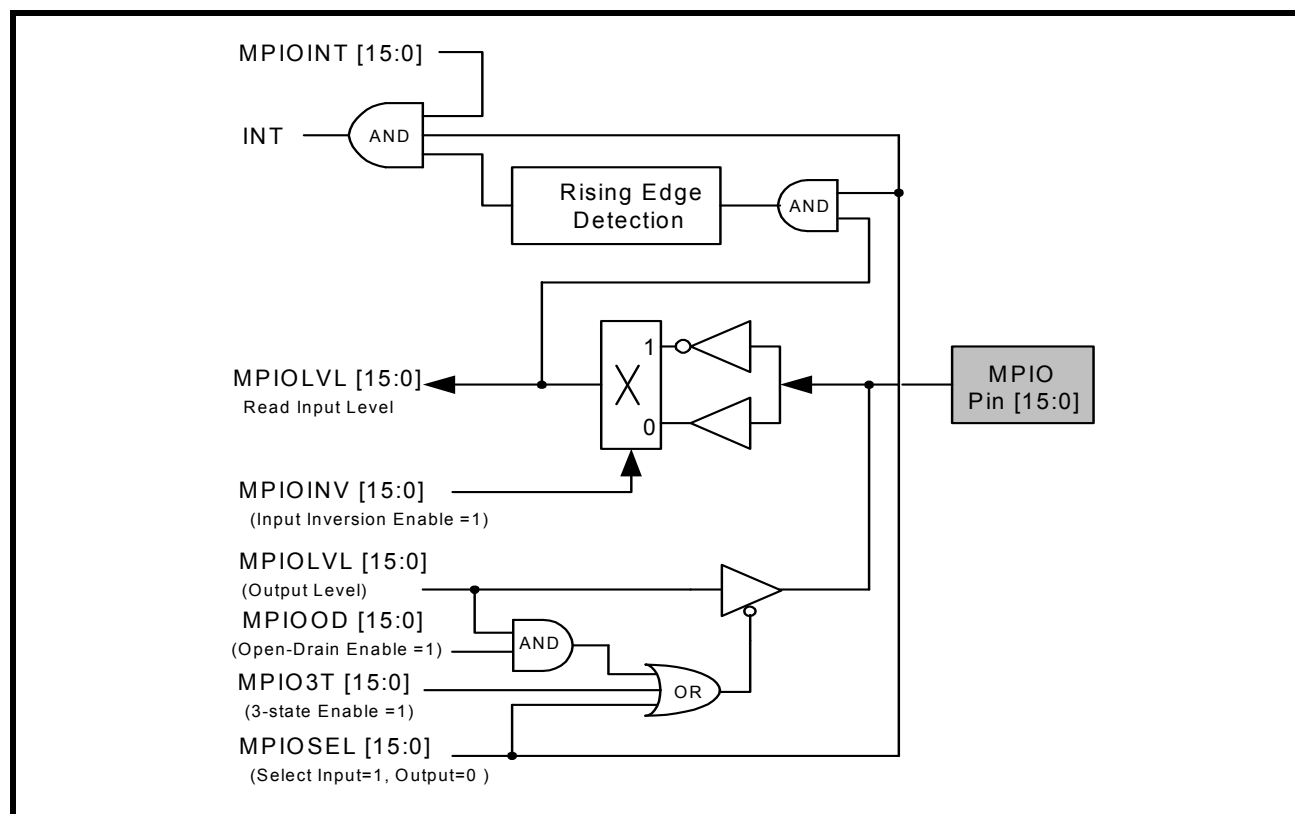 MPIOINT [15:0]
INT
AND
Rising Edge
Detection
AND
1
MPIOLVL [15:0]
Read Input Level
0
MPIO
Pin [15:0]
MPIOINV [15:0]
(Input Inversion Enable =1)
MPIOLVL [15:0]
(Output Level)
MPIOOD [15:0]
(Open-Drain Enable =1)
AND
MPIO3T [15:0]
(3-state Enable =1)
OR
MPIOSEL [15:0]
(Select Input=1, Output=0 )